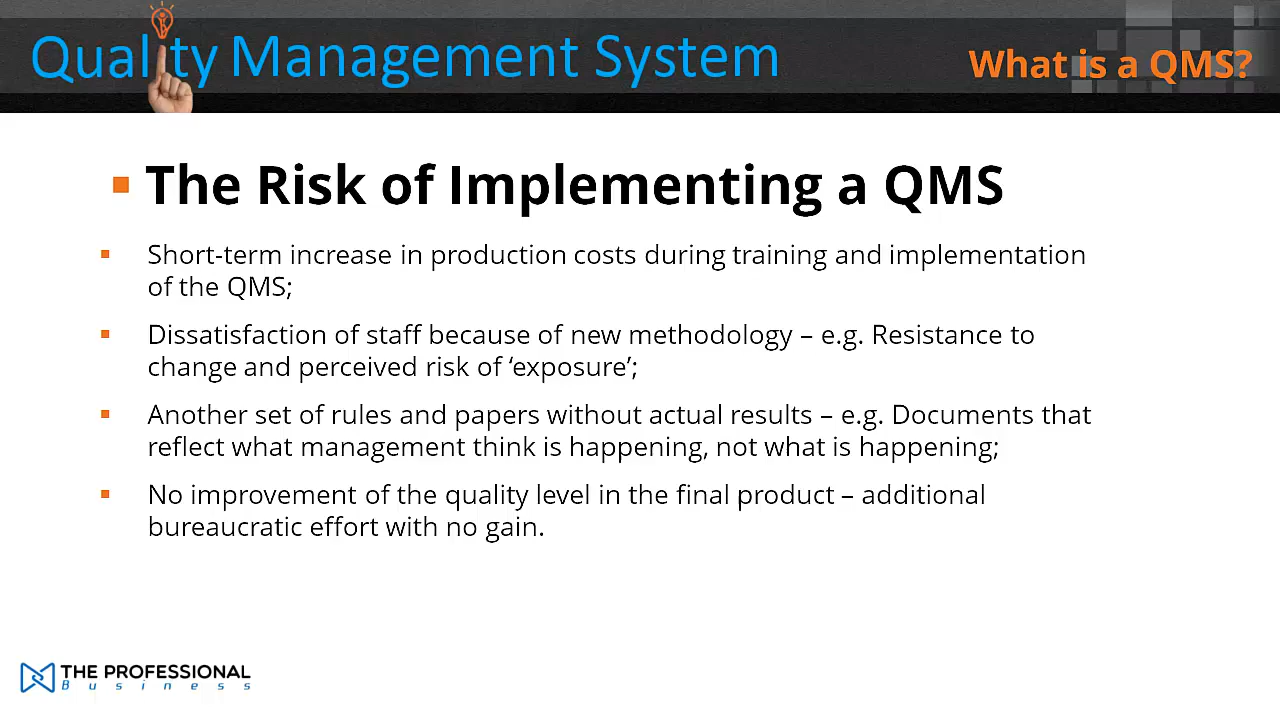 Quality Management System
What is a QMS?
The Risk of Implementing a QMS
Short-term increase in production costs during training and implementation
of the QMS;
Dissatisfaction of staff because of new methodology – e.g. Resistance to
change and perceived risk of ‘exposure’;
Another set of rules and papers without actual results – e.g. Documents that
reflect what management think is happening, not what is happening;
No improvement of the quality level in the final product – additional
bureaucratic effort with no gain.
THE PROFESSIONAL
Business